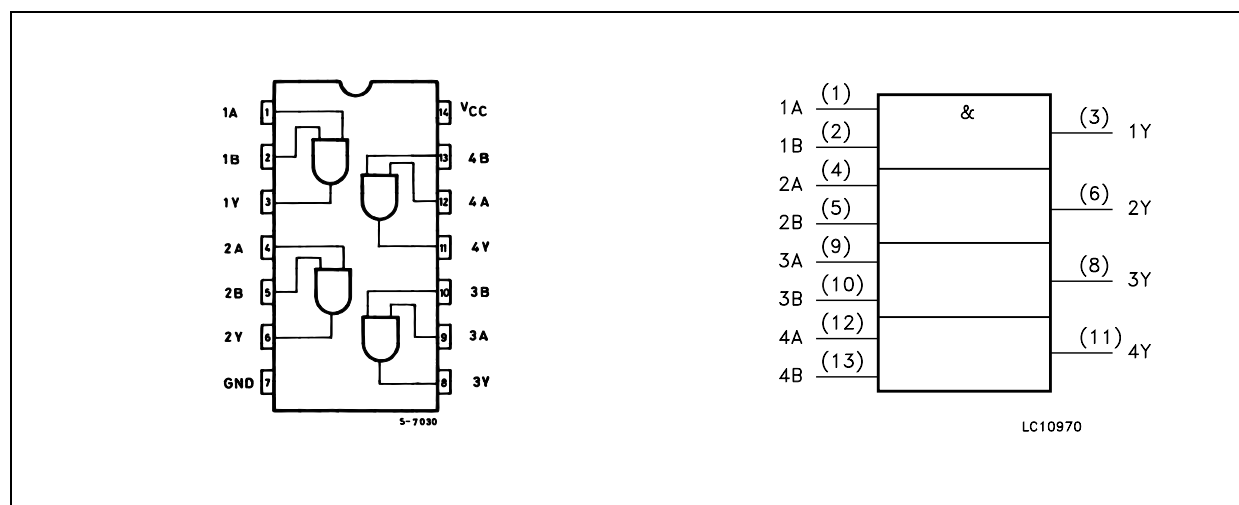 1A 1 14 VCC
1B 2 13 4B
1Y 3 12 4A
2A 4 11 4Y
2B 5 10 3B
2Y 6 9 3A
GND 7 8 3Y
S-7030
&
1A (1)
1B (2)
2A (4)
2B (5)
3A (9)
3B (10)
4A (12)
4B (13)
(3) 1Y
(6) 2Y
(8) 3Y
(11) 4Y
LC10970